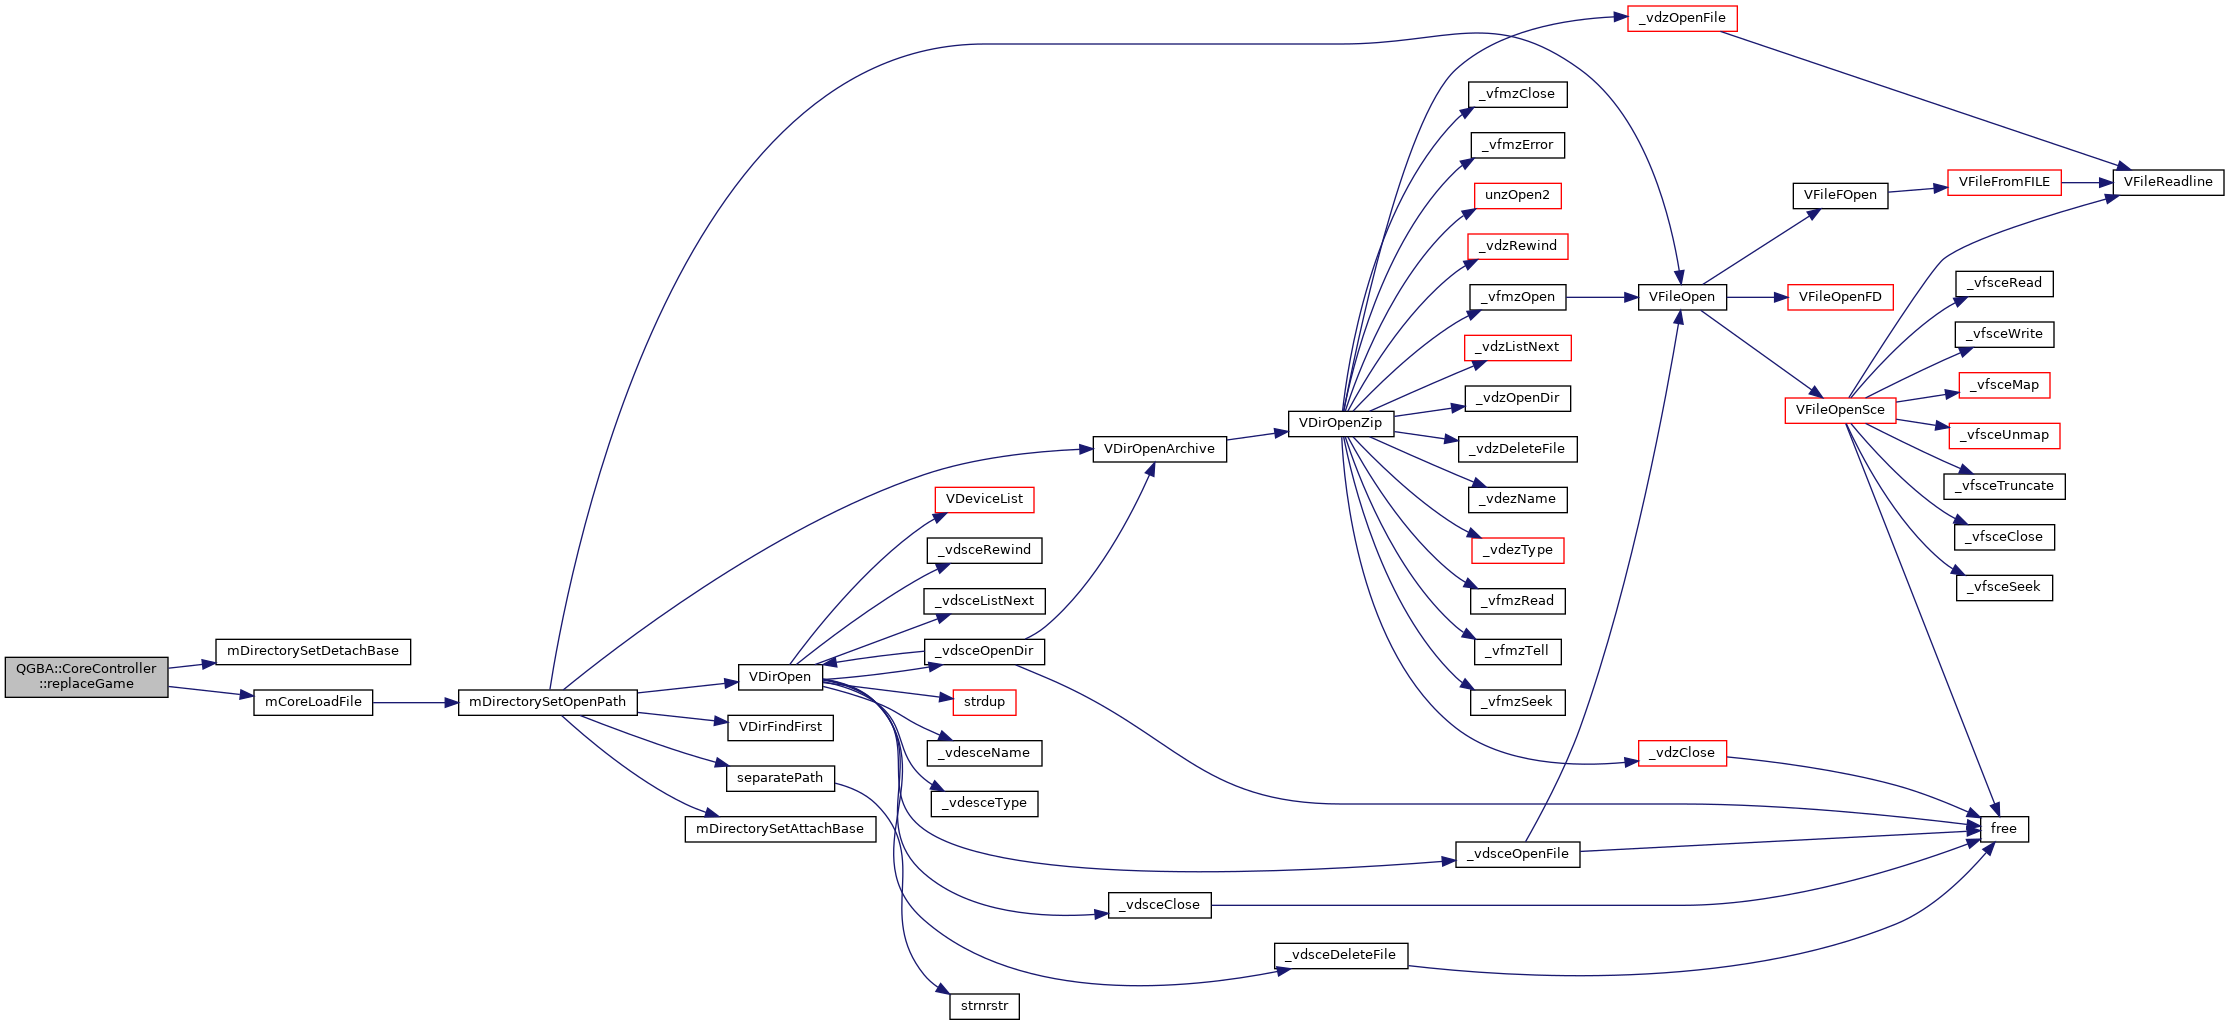 QGBA::CoreController
::replaceGame
mDirectorySetDetachBase
mCoreLoadFile
mDirectorySetOpenPath
VDirOpen
VDirFindFirst
separatePath
mDirectorySetAttachBase
VDeviceList
_vdsceRewind
_vdsceListNext
_vdsceOpenDir
strdup
_vdesceName
_vdesceType
strnrstr
VDirOpenArchive
_vdsceClose
VDirOpenZip
_vdsceDeleteFile
_vfmzClose
_vfmzError
unzOpen2
_vdzRewind
_vfmzOpen
_vdzListNext
_vdzOpenDir
_vdzDeleteFile
_vdezName
_vdezType
_vfmzRead
_vfmzTell
_vfmzSeek
_vdsceOpenFile
_vdzOpenFile
VFileOpen
_vdzClose
VFileFOpen
VFileOpenFD
VFileOpenSce
VFileFromFILE
_vfsceRead
_vfsceWrite
_vfsceMap
_vfsceUnmap
_vfsceTruncate
_vfsceClose
_vfsceSeek
free
VFileReadline